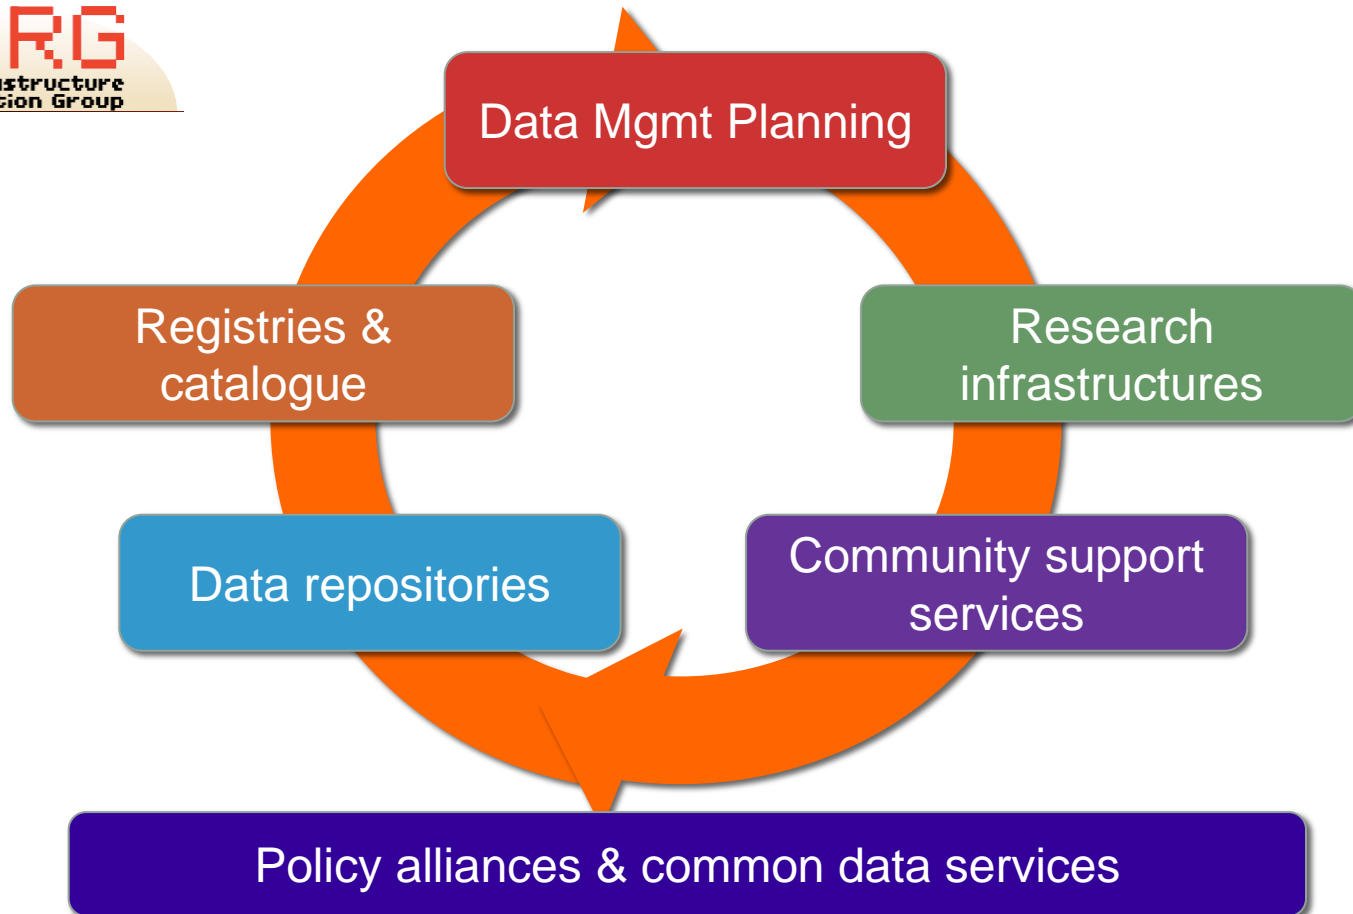 RG
structure
tion Group
Data Mgmt Planning
Registries &
catalogue
Research
infrastructures
Data repositories
Community support
services
Policy alliances & common data services